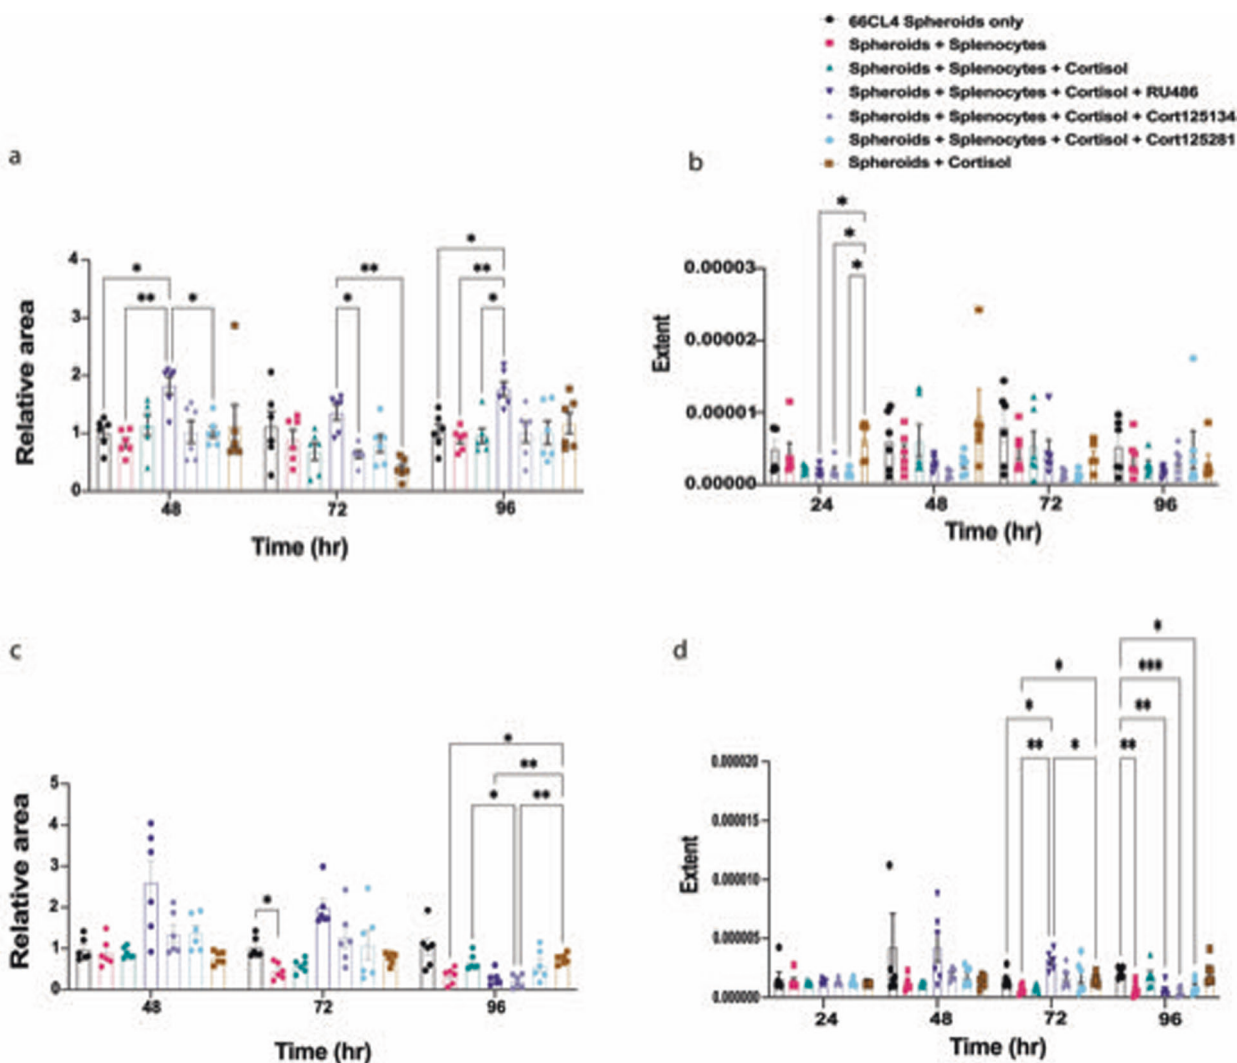 66CL4 Spheroids only
Spheroids + Splenocytes
Spheroids + Splenocytes + Cortisol
Spheroids + Splenocytes + Cortisol + RU486
Spheroids + Splenocytes + Cortisol + Cort125134
Spheroids + Splenocytes + Cortisol + Cort125281
Spheroids + Cortisol
a
Relative area
4
3
2
1
0
* ** * * ** * ** *
48 72 96
Time (hr)
b
Extent
0.00003
0.00002
0.00001
0.00000
*
*
*
24 48 72 96
Time (hr)
c
Relative area
5
4
3
2
1
0
*
*
**
* **
48 72 96
Time (hr)
d
Extent
0.000020
0.000015
0.000010
0.000005
0.000000
*
* ***
* **
** * **
24 48 72 96
Time (hr)